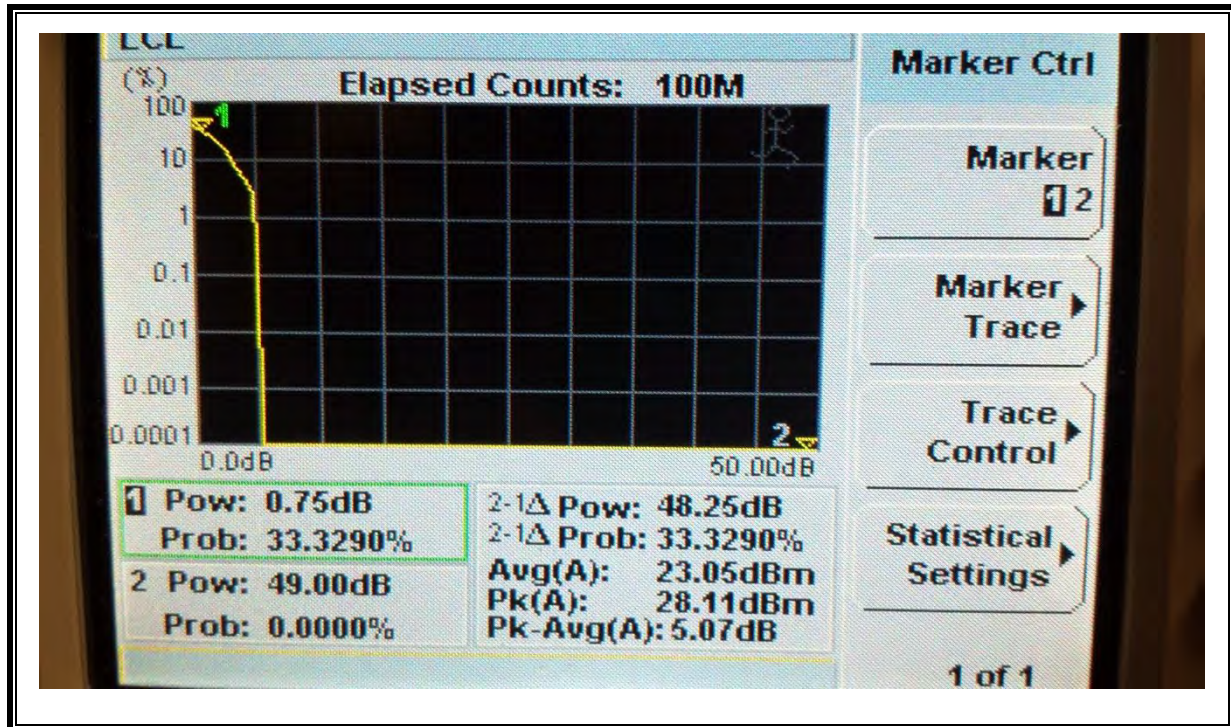 LCL
(%)
Elapsed Counts: 100M
100
1
10
1
0.1
0.01
0.001
0.0001
2
0.0dB
50.00dB
1 Pow: 0.75dB
Prob: 33.3290%
2 Pow: 49.00dB
Prob: 0.0000%
2-1Δ Pow: 48.25dB
2-1Δ Prob: 33.3290%
Avg(A): 23.05dBm
Pk(A): 28.11dBm
Pk-Avg(A): 5.07dB
Marker Ctrl
Marker
1 2
Marker
Trace
Trace
Control
Statistical
Settings
1 of 1